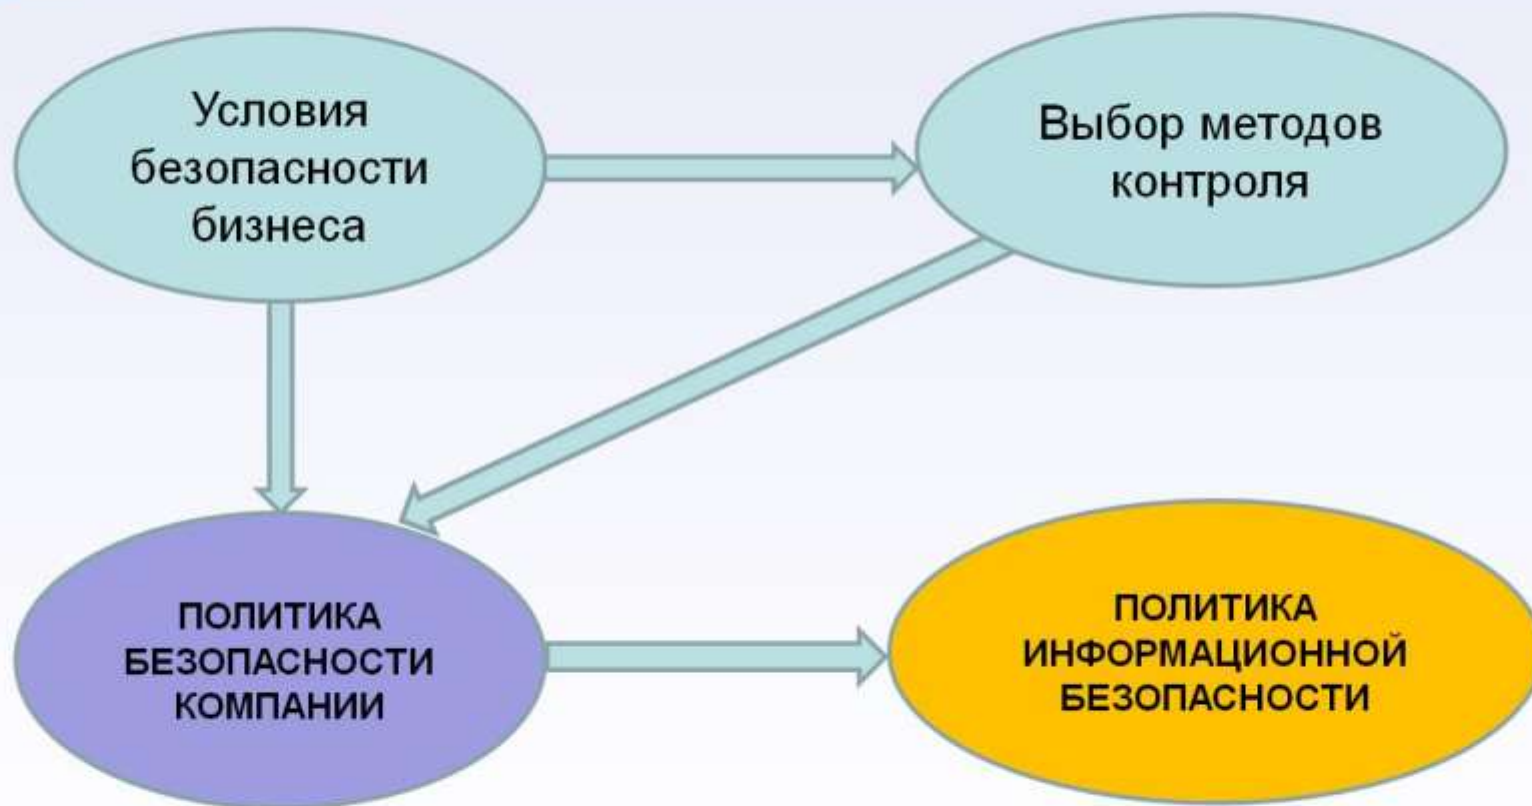 Условия
безопасности
бизнеса
Выбор методов
контроля
ПОЛИТИКА
БЕЗОПАСНОСТИ
КОМПАНИИ
ПОЛИТИКА
ИНФОРМАЦИОННОЙ
БЕЗОПАСНОСТИ